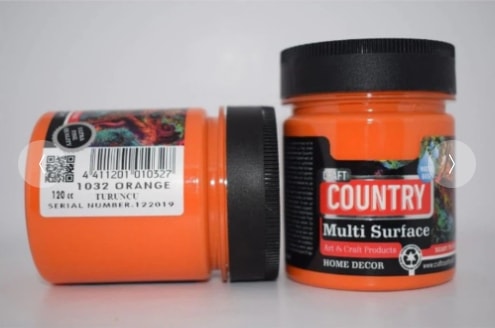 4 411201 010327
1032 ORANGE
120 cc
TURUNCU
SERIAL NUMBER.122019
CRAFT
COUNTRY
Multi Surface
Art & Craft Products
HOME DECOR